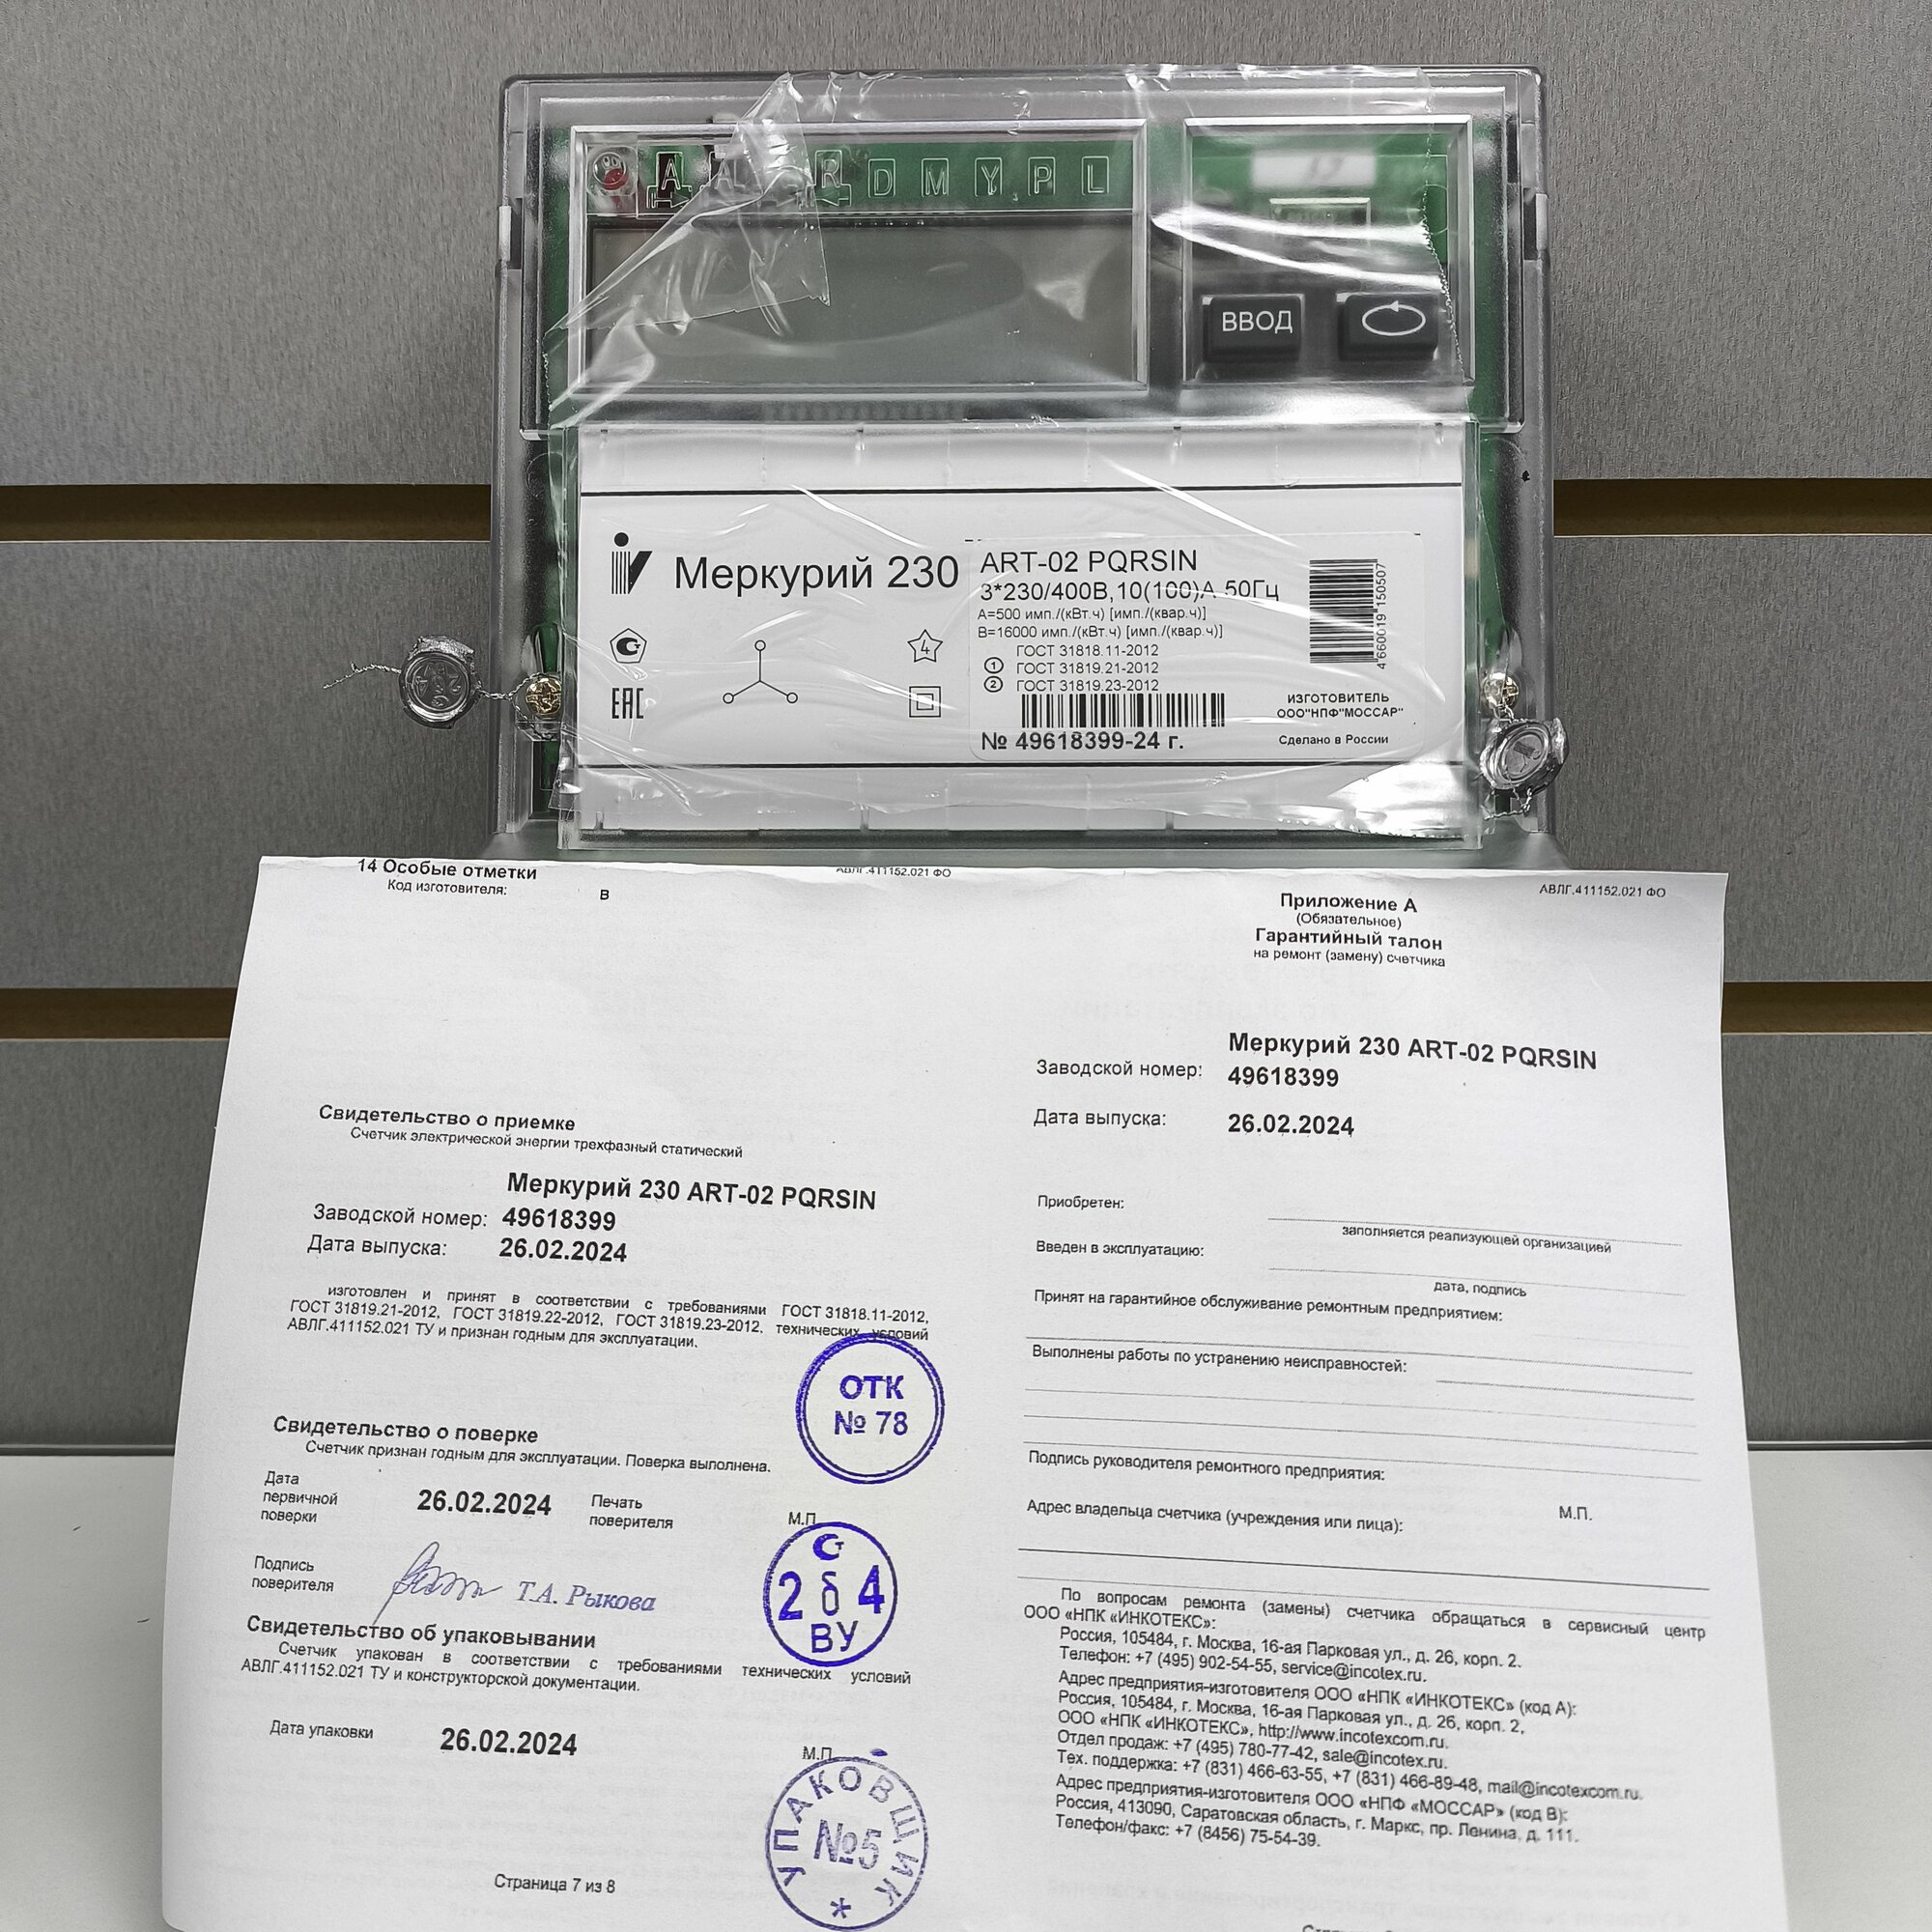 A
R D M Y P L
ВВОД
Меркурий 230
ART-02 PQRSIN
3*230/400В,10(100)А 50Гц
A=500 имп./(кВт.ч) [имп./(квар.ч)]
B=16000 имп./(кВт.ч) [имп./(квар.ч)]
ГОСТ 31818.11-2012
1 ГОСТ 31819.21-2012
2 ГОСТ 31819.23-2012
4
EAC
№ 49618399-24 г.
4 660019 150507
ИЗГОТОВИТЕЛЬ
ООО"НПФ"МОССАР"
Сделано в России
14 Особые отметки
Код изготовителя: В
АВЛГ.411152.021 ФО
Свидетельство о приемке
Счетчик электрической энергии трехфазный статический
Меркурий 230 ART-02 PQRSIN
Заводской номер: 49618399
Дата выпуска: 26.02.2024
изготовлен и принят в соответствии с требованиями ГОСТ 31818.11-2012,
ГОСТ 31819.21-2012, ГОСТ 31819.22-2012, ГОСТ 31819.23-2012, технических условий
АВЛГ.411152.021 ТУ и признан годным для эксплуатации.
ОТК
№ 78
Свидетельство о поверке
Счетчик признан годным для эксплуатации. Поверка выполнена.
Дата
первичной
поверки
26.02.2024
Печать
поверителя
М.П
2 б 4
ВУ
Подпись
поверителя
Т.А. Рыкова
Свидетельство об упаковывании
Счетчик упакован в соответствии с требованиями технических условий
АВЛГ.411152.021 ТУ и конструкторской документации.
Дата упаковки 26.02.2024
М.П
УПАКОВЩИК
№5
Страница 7 из 8
АВЛГ.411152.021 ФО
Приложение А
(Обязательное)
Гарантийный талон
на ремонт (замену) счетчика
Меркурий 230 ART-02 PQRSIN
Заводской номер: 49618399
Дата выпуска: 26.02.2024
Приобретен:
заполняется реализующей организацией
Введен в эксплуатацию:
дата, подпись
Принят на гарантийное обслуживание ремонтным предприятием:
Выполнены работы по устранению неисправностей:
Подпись руководителя ремонтного предприятия:
М.П.
Адрес владельца счетчика (учреждения или лица):
По вопросам ремонта (замены) счетчика обращаться в сервисный центр
ООО «НПК «ИНКОТЕКС»:
Россия, 105484, г. Москва, 16-ая Парковая ул., д. 26, корп. 2.
Телефон: +7 (495) 902-54-55, service@incotex.ru.
Адрес предприятия-изготовителя ООО «НПК «ИНКОТЕКС» (код А):
Россия, 105484, г. Москва, 16-ая Парковая ул., д. 26, корп. 2,
ООО «НПК «ИНКОТЕКС», http://www.incotexcom.ru.
Отдел продаж: +7 (495) 780-77-42, sale@incotex.ru.
Тех. поддержка: +7 (831) 466-63-55, +7 (831) 466-89-48, mail@incotexcom.ru.
Адрес предприятия-изготовителя ООО «НПФ «МОССАР» (код В):
Россия, 413090, Саратовская область, г. Маркс, пр. Ленина, д. 111.
Телефон/факс: +7 (8456) 75-54-39.